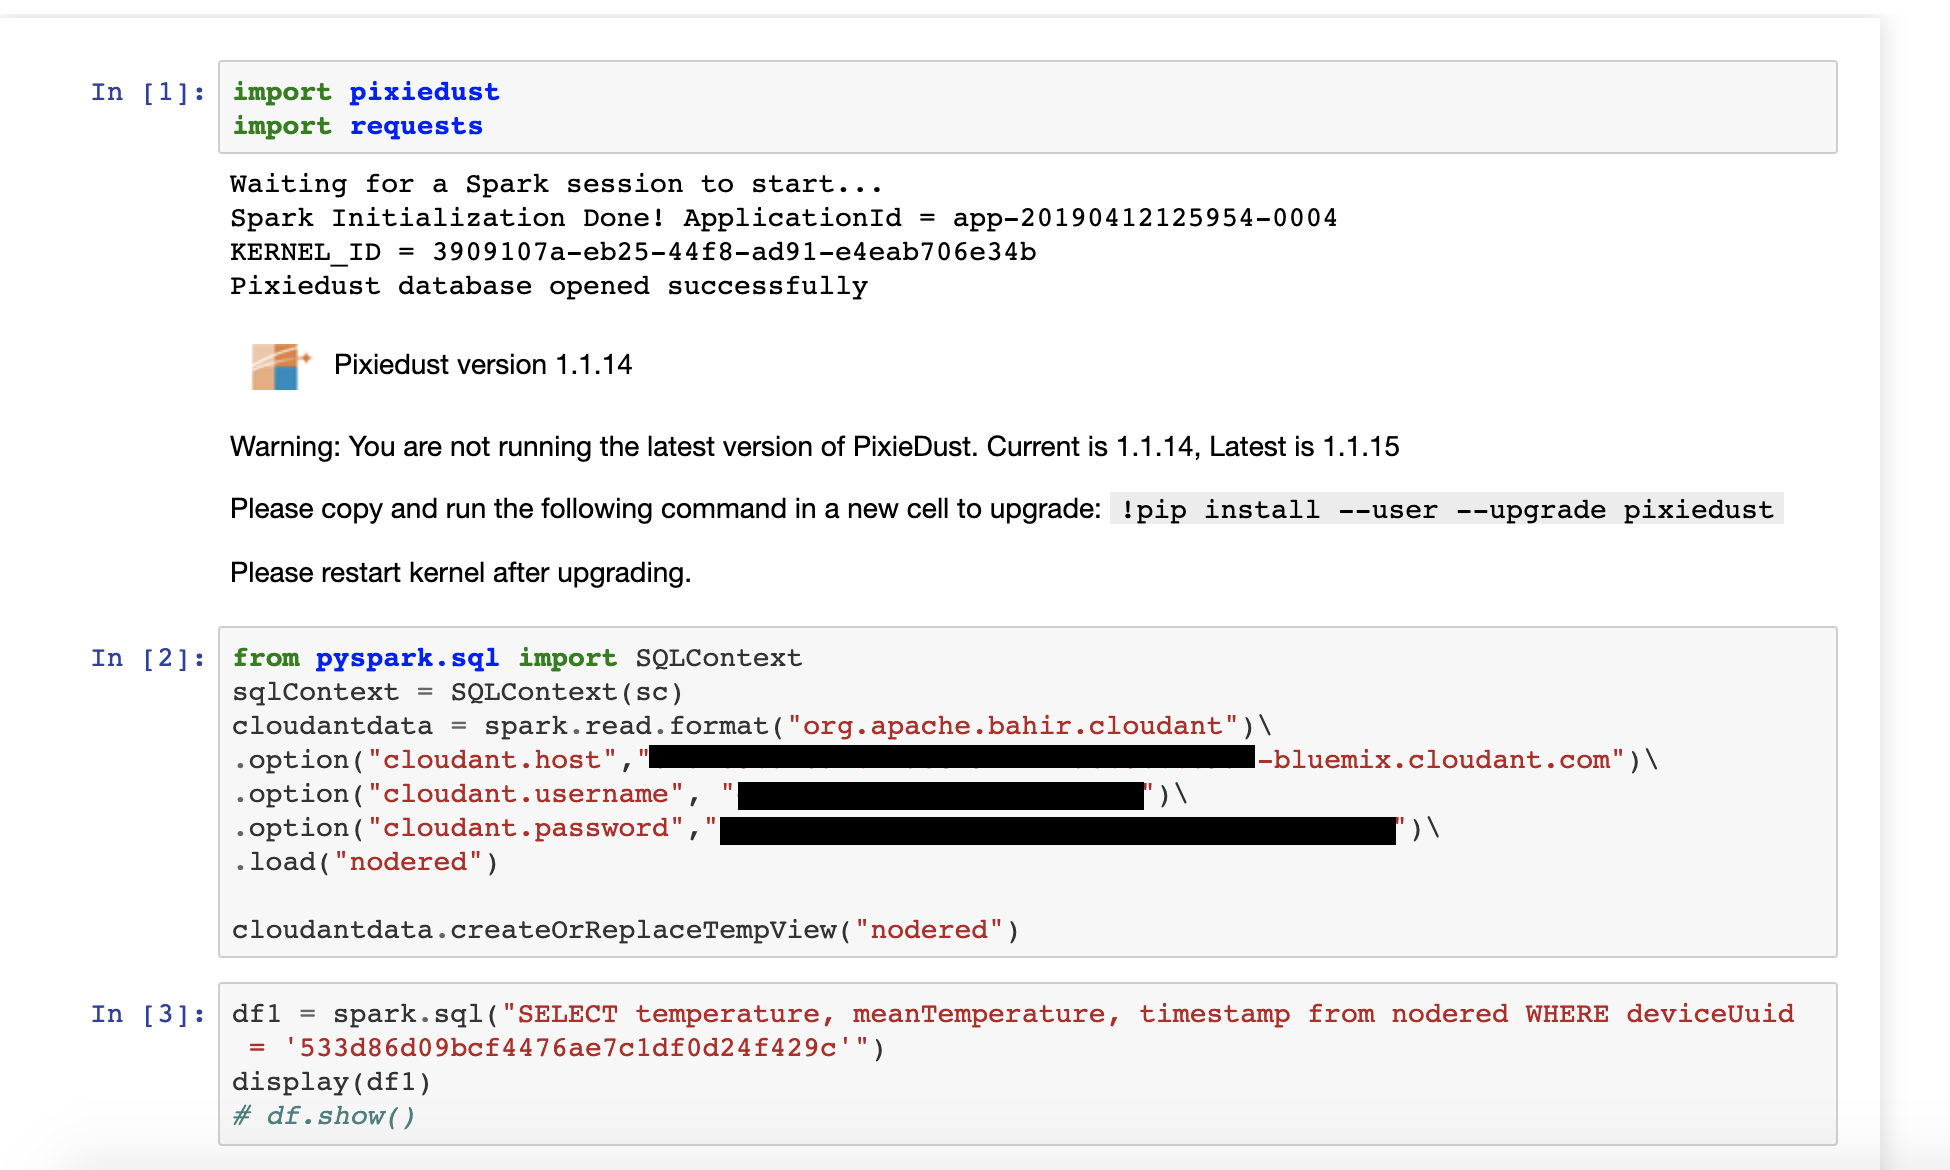 In [1]: import pixiedust
import requests
Waiting for a Spark session to start...
Spark Initialization Done! ApplicationId = app-20190412125954-0004
KERNEL_ID = 3909107a-eb25-44f8-ad91-e4eab706e34b
Pixiedust database opened successfully
Pixiedust version 1.1.14
Warning: You are not running the latest version of PixieDust. Current is 1.1.14, Latest is 1.1.15
Please copy and run the following command in a new cell to upgrade: !pip install --user --upgrade pixiedust
Please restart kernel after upgrading.
In [2]: from pyspark.sql import SQLContext
sqlContext = SQLContext(sc)
cloudantdata = spark.read.format("org.apache.bahir.cloudant")\
.option("cloudant.host","-bluemix.cloudant.com")\
.option("cloudant.username", "")\
.option("cloudant.password","")\
.load("nodered")
cloudantdata.createOrReplaceTempView("nodered")
In [3]: df1 = spark.sql("SELECT temperature, meanTemperature, timestamp from nodered WHERE deviceUuid
= '533d86d09bcf4476ae7c1df0d24f429c'")
display(df1)
# df.show()